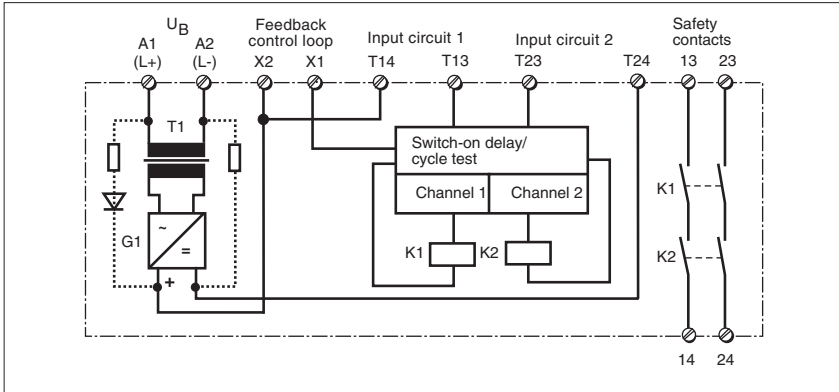 UB
A1
(L+)
A2
(L-)
Feedback
control loop
X2
X1
Input circuit 1
T14
T13
Input circuit 2
T23
T24
Safety
contacts
13
23
T1
Switch-on delay/
cycle test
Channel 1
Channel 2
G1
~
=
+
K1
K2
K1
K2
14
24